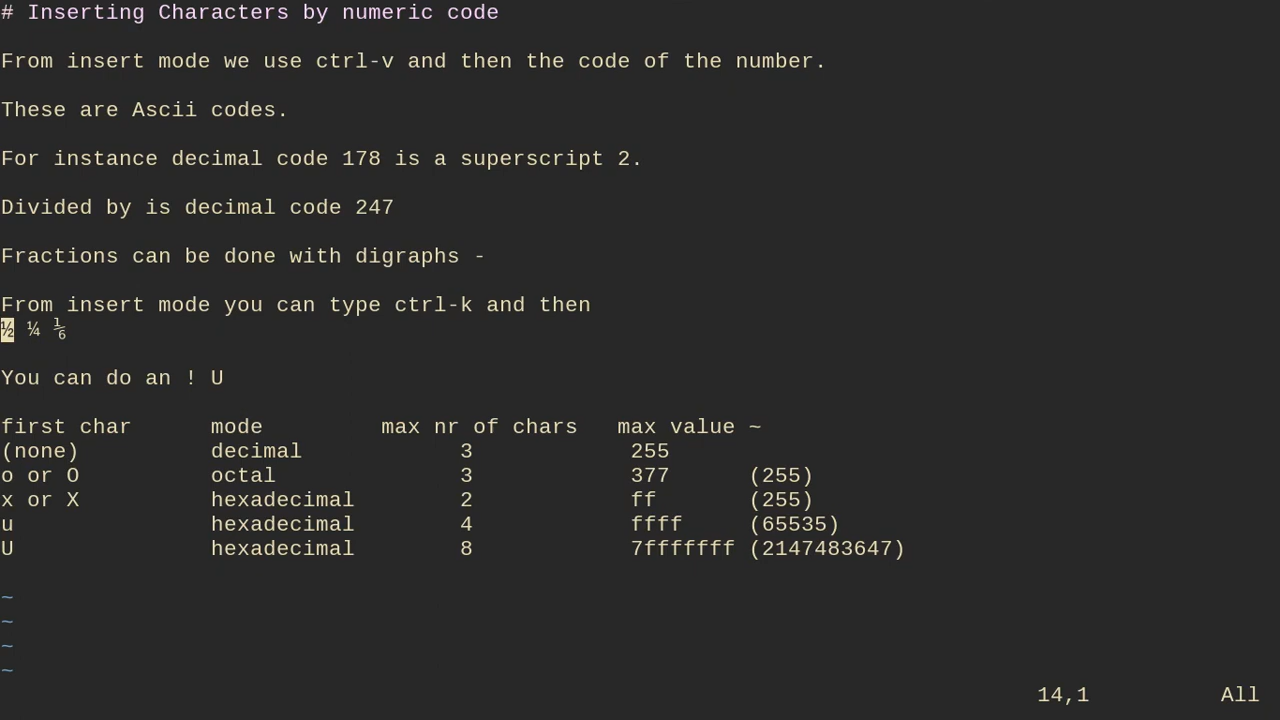 # Inserting Characters by numeric code
From insert mode we use ctrl-v and then the code of the number.
These are Ascii codes.
For instance decimal code 178 is a superscript 2.
Divided by is decimal code 247
Fractions can be done with digraphs -
From insert mode you can type ctrl-k and then
½ ¼ ⅙
You can do an ! U
first char      mode         max nr of chars   max value ~
(none)          decimal            3            255
o or O          octal              3            377      (255)
x or X          hexadecimal        2            ff       (255)
u               hexadecimal        4            ffff     (65535)
U               hexadecimal        8            7fffffff (2147483647)
~
~
~
~
14,1          All